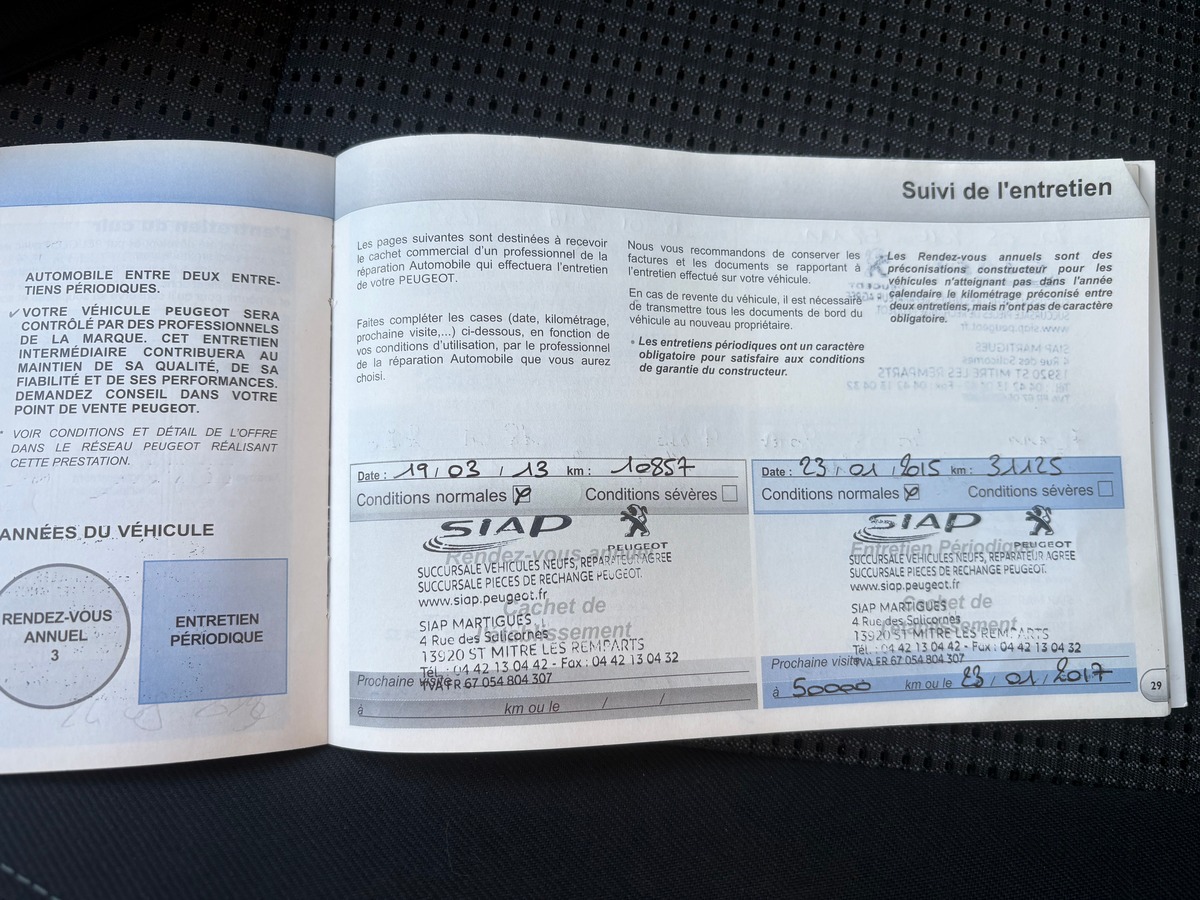 AUTOMOBILE ENTRE DEUX ENTRE-
TIENS PÉRIODIQUES.
✓VOTRE VÉHICULE PEUGEOT SERA
CONTRÔLÉ PAR DES PROFESSIONNELS
DE LA MARQUE. CET ENTRETIEN
INTERMÉDIAIRE CONTRIBUERA AU
MAINTIEN DE SA QUALITÉ, DE SA
FIABILITÉ ET DE SES PERFORMANCES.
DEMANDEZ CONSEIL DANS VOTRE
POINT DE VENTE PEUGEOT.
* VOIR CONDITIONS ET DÉTAIL DE L'OFFRE
DANS LE RÉSEAU PEUGEOT RÉALISANT
CETTE PRESTATION.
ANNÉES DU VÉHICULE
RENDEZ-VOUS
ANNUEL
3
ENTRETIEN
PÉRIODIQUE
Suivi de l'entretien
Les pages suivantes sont destinées à recevoir
le cachet commercial d'un professionnel de la
réparation Automobile qui effectuera l'entretien
de votre PEUGEOT.
Faites compléter les cases (date, kilométrage,
prochaine visite,...) ci-dessous, en fonction de
vos conditions d'utilisation, par le professionnel
de la réparation Automobile que vous aurez
choisi.
Nous vous recommandons de conserver les
factures et les documents se rapportant à
l'entretien effectué sur votre véhicule.
En cas de revente du véhicule, il est nécessaire
de transmettre tous les documents de bord du
véhicule au nouveau propriétaire.
• Les entretiens périodiques ont un caractère
obligatoire pour satisfaire aux conditions
de garantie du constructeur.
Les Rendez-vous annuels sont des
préconisations constructeur pour les
véhicules n'atteignant pas dans l'année
calendaire le kilométrage préconisé entre
deux entretiens, mais n'ont pas de caractère
obligatoire.
Date : 19 / 03 / 13 km : 10857
Conditions normales Conditions sévères
SIAP
PEUGEOT
Rendez-vous annuel
SUCCURSALE VEHICULES NEUFS, REPARATEUR AGREE
SUCCURSALE PIECES DE RECHANGE PEUGEOT.
www.siap.peugeot.fr
Cachet de
SIAP MARTIGUES
4 Rue des Salicornes
13920 ST MITRE LES REMPARTS
Tél. : 04 42 13 04 42 - Fax : 04 42 13 04 32
Prochaine visite
TVA FR 67 054 804 307
à km ou le / /
Date : 23 / 01 / 2015 km : 31125
Conditions normales Conditions sévères
SIAP
PEUGEOT
Entretien Périodique
SUCCURSALE VEHICULES NEUFS, REPARATEUR AGREE
SUCCURSALE PIECES DE RECHANGE PEUGEOT.
www.siap.peugeot.fr
Cachet de
SIAP MARTIGUES
4 Rue des Salicornes
13920 ST MITRE LES REMPARTS
Tél. : 04 42 13 04 42 - Fax : 04 42 13 04 32
Prochaine visite
TVA FR 67 054 804 307
à 50000 km ou le 23 / 01 / 2017
29